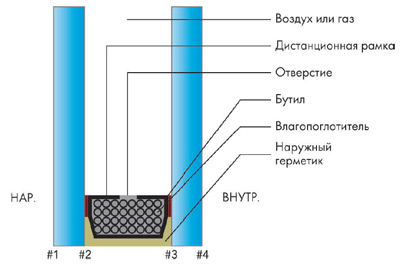 Воздух или газ
Дистанционная рамка
Отверстие
Бутил
Влагопоглотитель
Наружный
герметик
НАР.
ВНУТР.
#1 #2 #3 #4